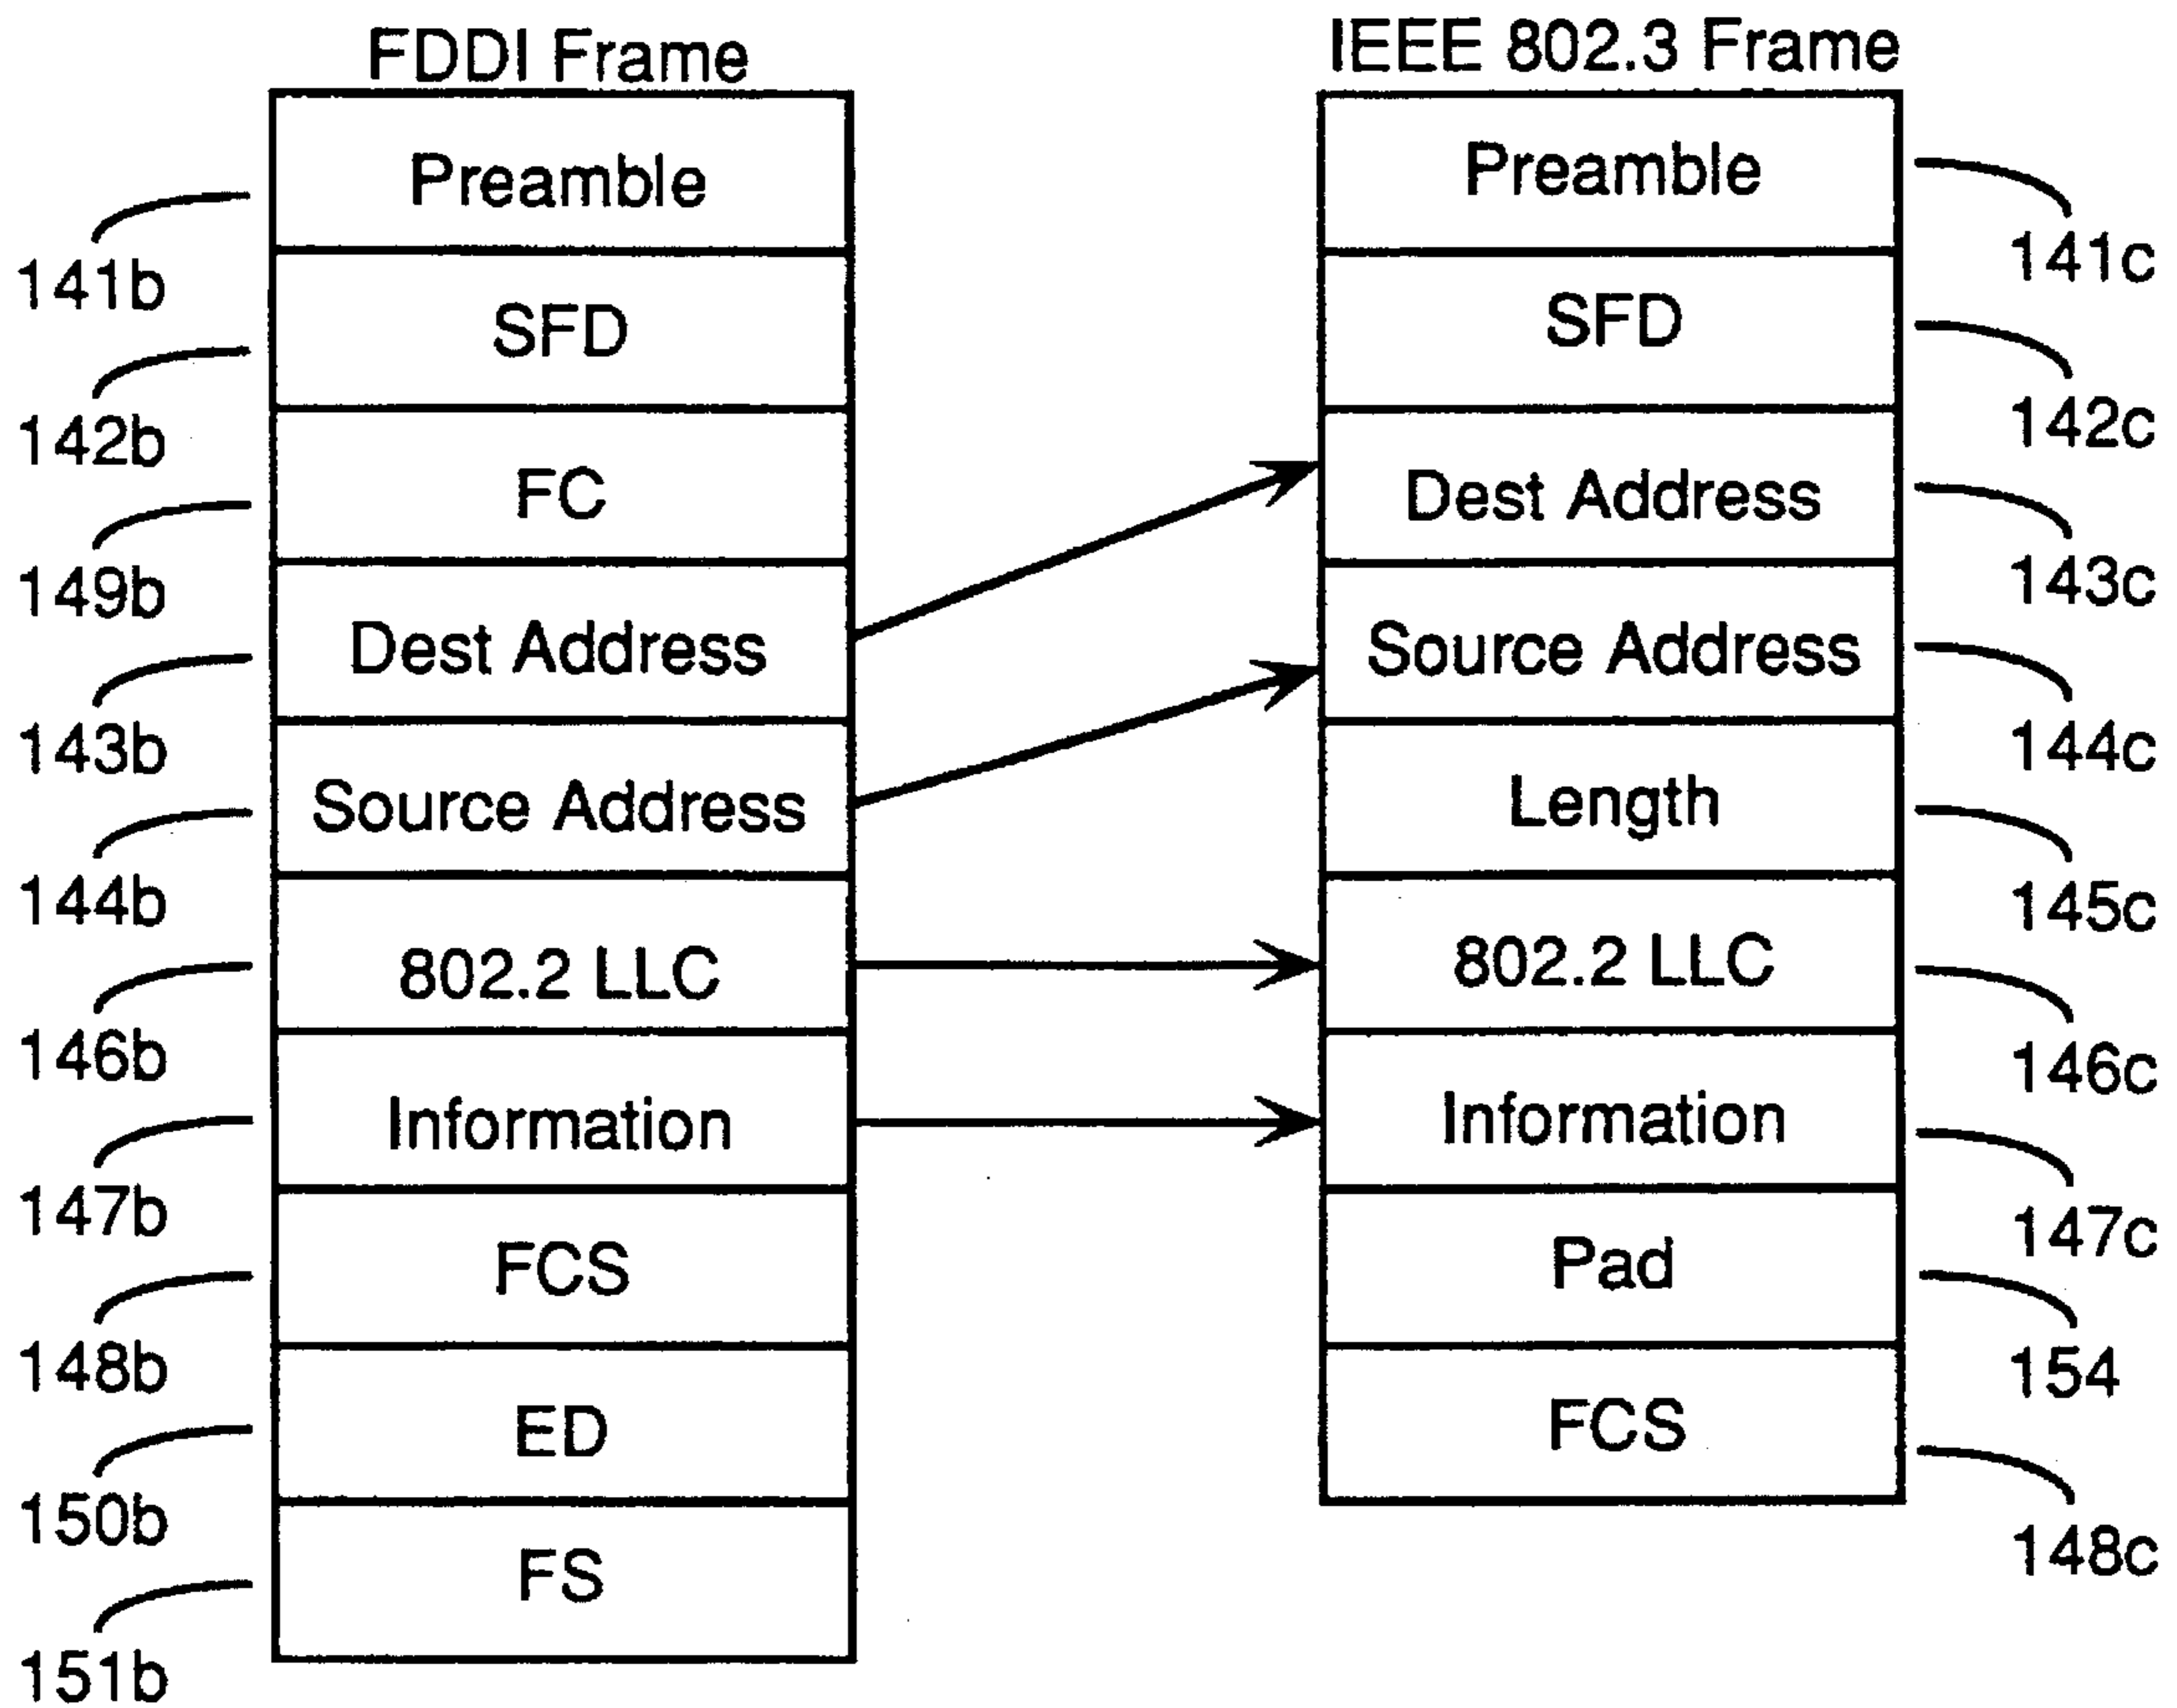 FDDI Frame
Preamble
SFD
FC
Dest Address
Source Address
802.2 LLC
Information
FCS
ED
FS
141b
142b
149b
143b
144b
146b
147b
148b
150b
151b
IEEE 802.3 Frame
Preamble
SFD
Dest Address
Source Address
Length
802.2 LLC
Information
Pad
FCS
141c
142c
143c
144c
145c
146c
147c
154
148c